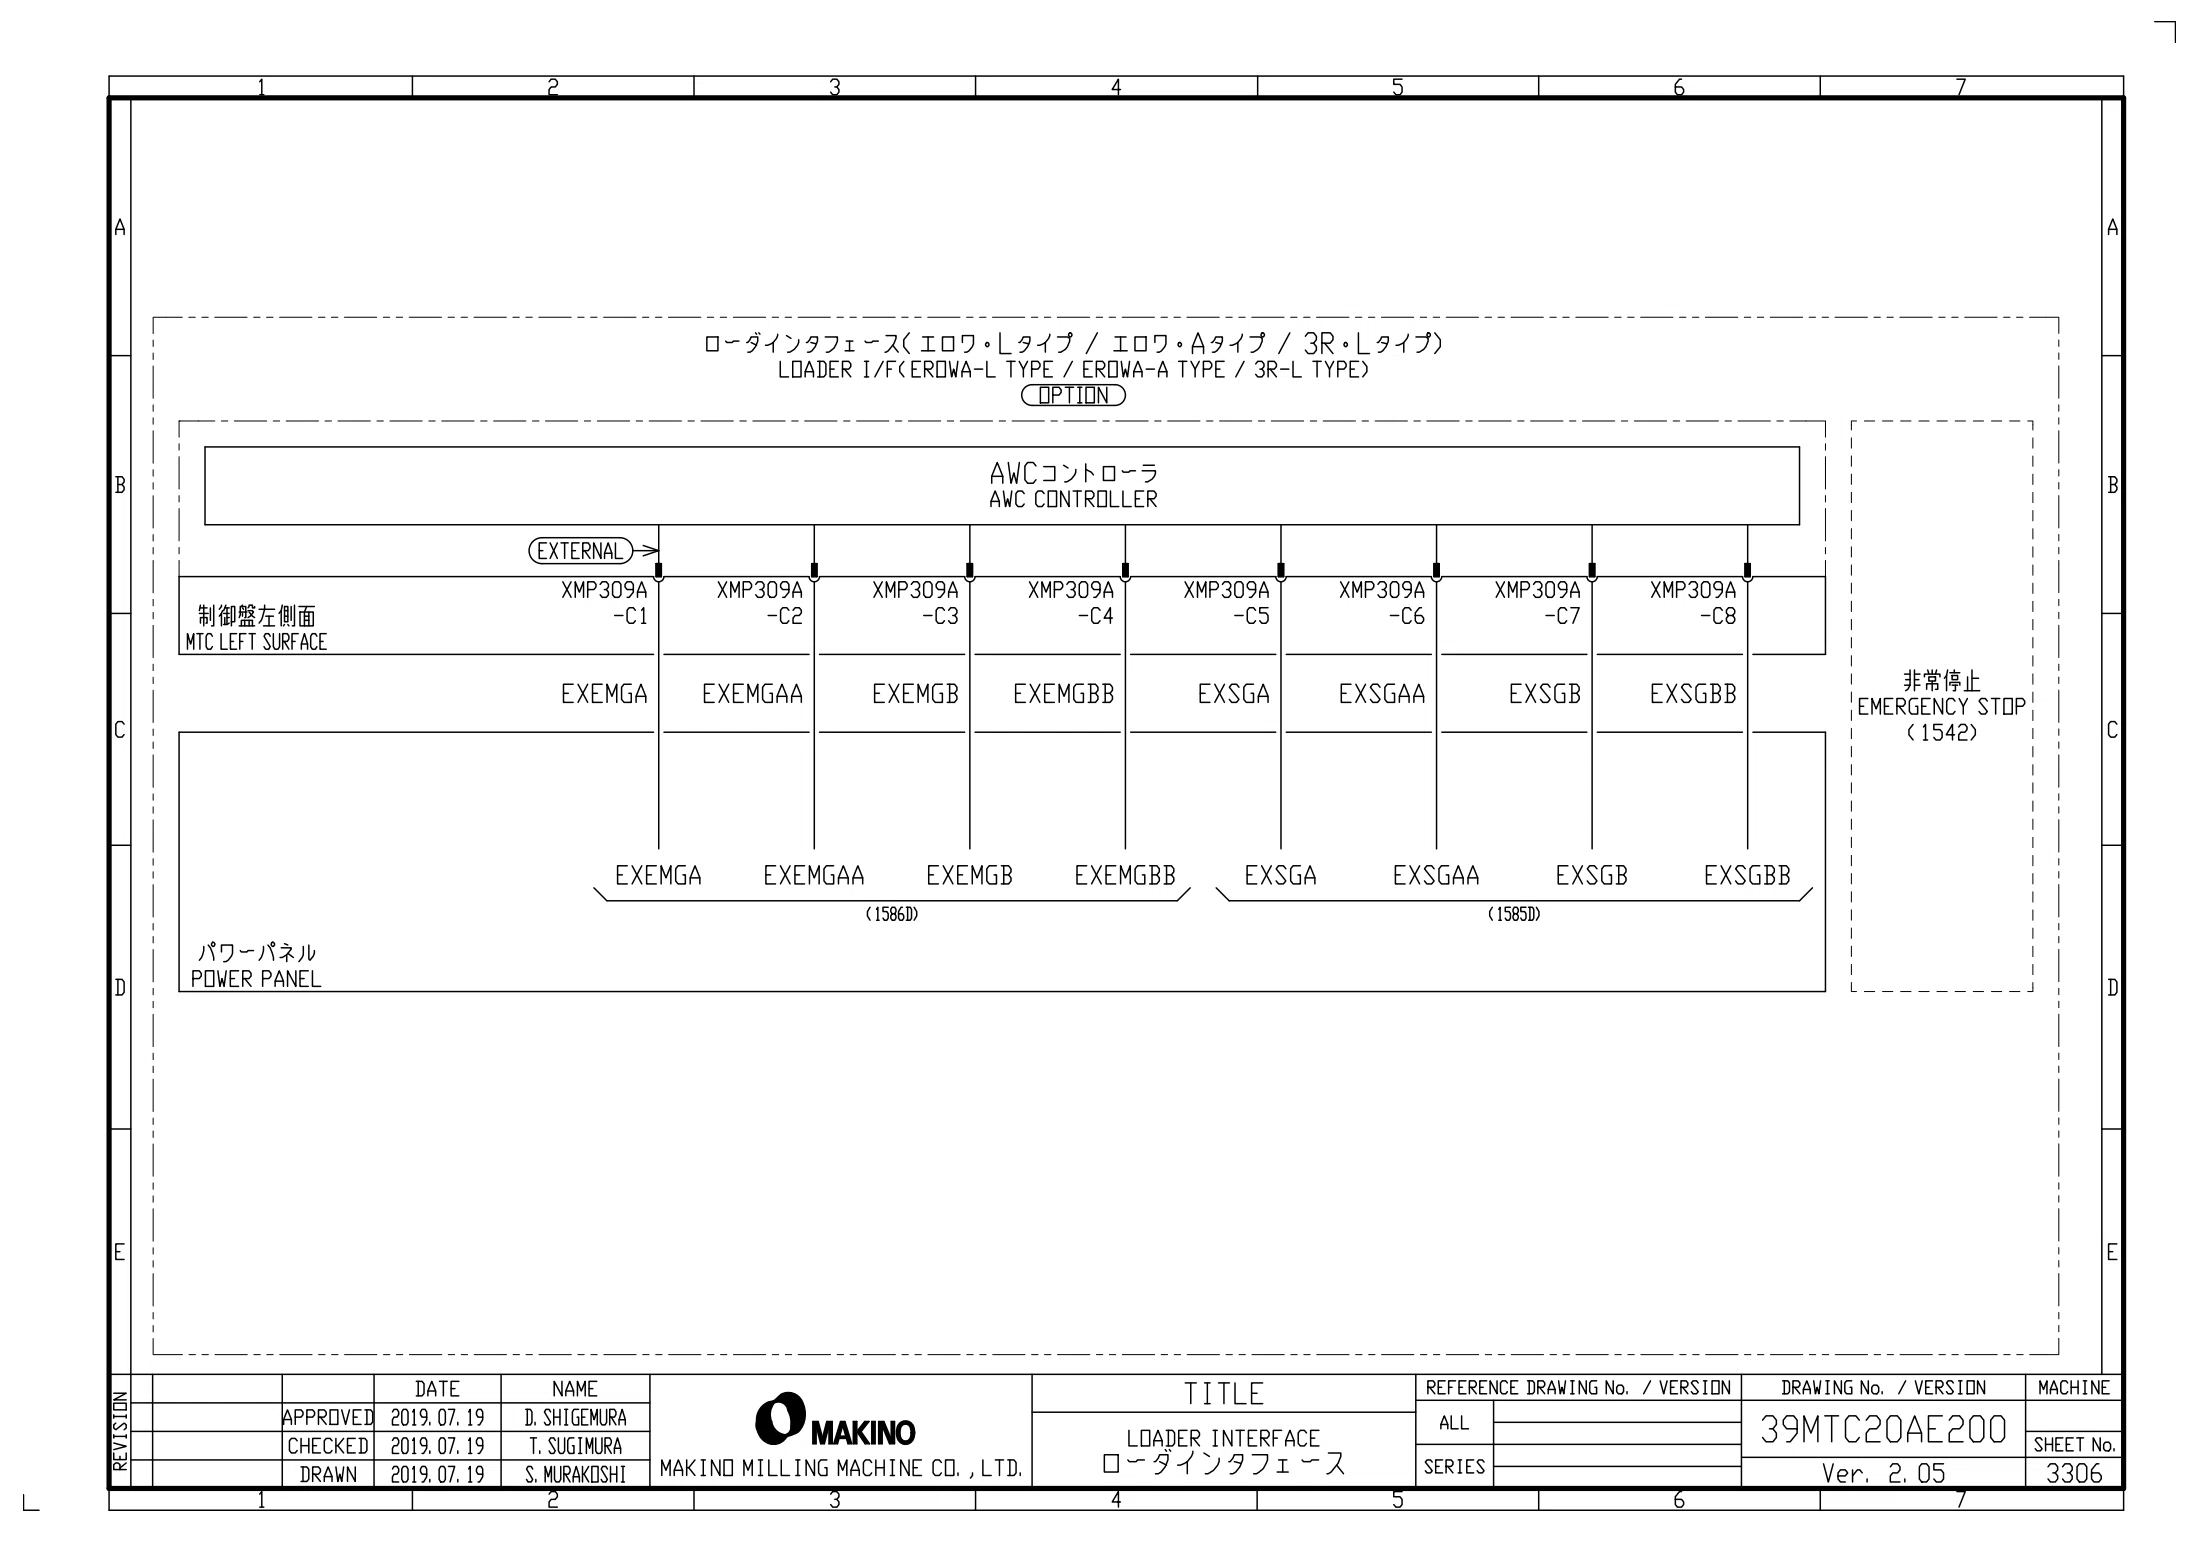 1 2 3 4 5 6 7
A A
ローダインタフェース(エロワ・Lタイプ / エロワ・Aタイプ / 3R・Lタイプ)
LOADER I/F(EROWA-L TYPE / EROWA-A TYPE / 3R-L TYPE)
OPTION
B B
AWCコントローラ
AWC CONTROLLER
EXTERNAL
XMP309A XMP309A XMP309A XMP309A XMP309A XMP309A XMP309A XMP309A
-C1 -C2 -C3 -C4 -C5 -C6 -C7 -C8
制御盤左側面
MTC LEFT SURFACE
EXEMGA EXEMGAA EXEMGB EXEMGBB EXSGA EXSGAA EXSGB EXSGBB
非常停止
EMERGENCY STOP
(1542)
C C
EXEMGA EXEMGAA EXEMGB EXEMGBB EXSGA EXSGAA EXSGB EXSGBB
(1586D) (1585D)
パワーパネル
POWER PANEL
D D
E E
REVISION
DATE NAME
APPROVED 2019.07.19 D. SHIGEMURA
CHECKED 2019.07.19 T. SUGIMURA
DRAWN 2019.07.19 S. MURAKOSHI
MAKINO
MAKINO MILLING MACHINE CO.,LTD.
TITLE
LOADER INTERFACE
ローダインタフェース
REFERENCE DRAWING No. / VERSION
ALL
SERIES
DRAWING No. / VERSION
39MTC20AE200
Ver. 2.05
MACHINE
SHEET No.
3306
1 2 3 4 5 6 7